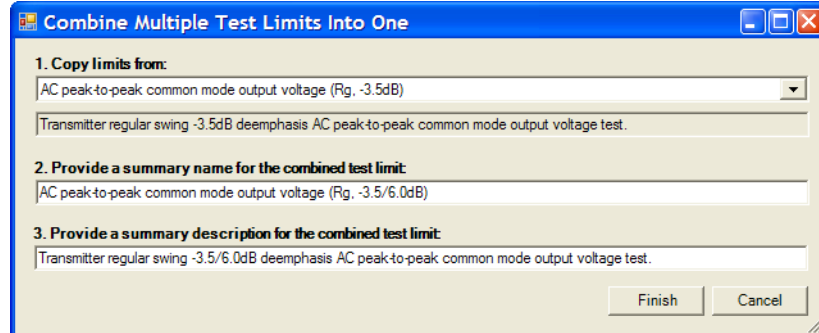 Combine Multiple Test Limits Into One
1. Copy limits from:
AC peak-to-peak common mode output voltage (Rg, -3.5dB)
Transmitter regular swing -3.5dB deemphasis AC peak-to-peak common mode output voltage test.
2. Provide a summary name for the combined test limit:
AC peak-to-peak common mode output voltage (Rg, -3.5/6.0dB)
3. Provide a summary description for the combined test limit:
Transmitter regular swing -3.5/6.0dB deemphasis AC peak-to-peak common mode output voltage test.
Finish Cancel